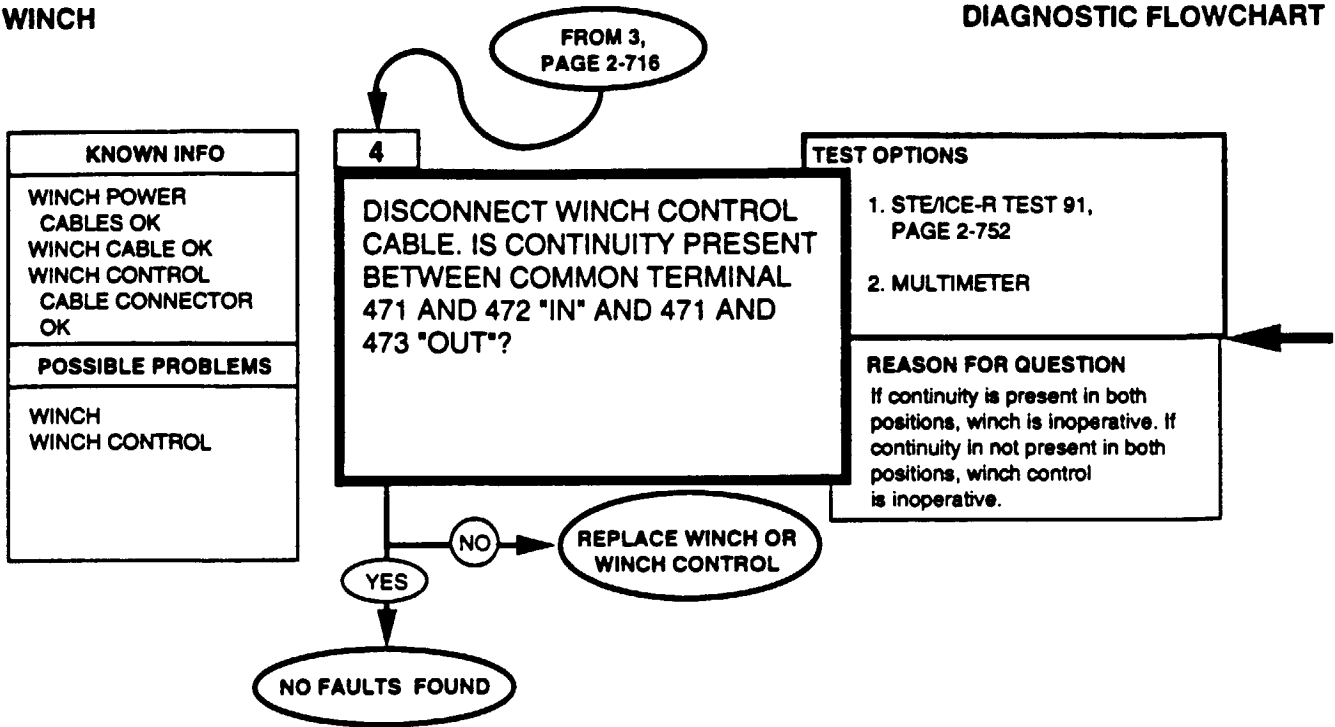 WINCH
DIAGNOSTIC FLOWCHART
FROM 3,
PAGE 2-716
KNOWN INFO
WINCH POWER
CABLES OK
WINCH CABLE OK
WINCH CONTROL
CABLE CONNECTOR
OK
POSSIBLE PROBLEMS
WINCH
WINCH CONTROL
4
DISCONNECT WINCH CONTROL
CABLE. IS CONTINUITY PRESENT
BETWEEN COMMON TERMINAL
471 AND 472 "IN" AND 471 AND
473 "OUT"?
TEST OPTIONS
1. STE/ICE-R TEST 91,
PAGE 2-752
2. MULTIMETER
REASON FOR QUESTION
If continuity is present in both
positions, winch is inoperative. If
continuity in not present in both
positions, winch control
is inoperative.
NO
REPLACE WINCH OR
WINCH CONTROL
YES
NO FAULTS FOUND